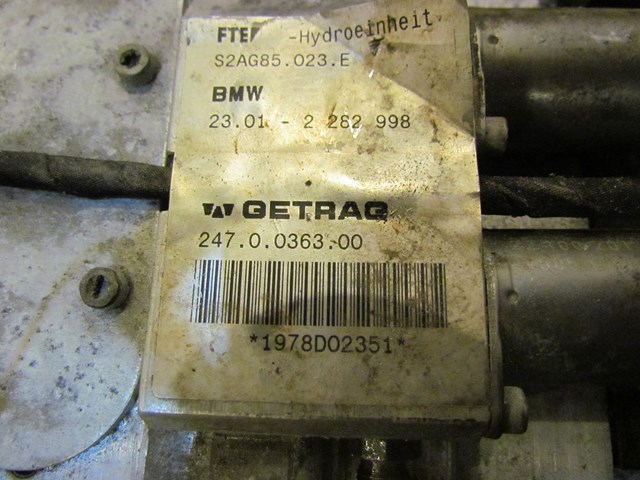 FTE -Hydroeinheit
S2AG85.023.E
BMW
23.01 - 2 282 998
GETRAG
247.0.0363.00
*1978D02351*